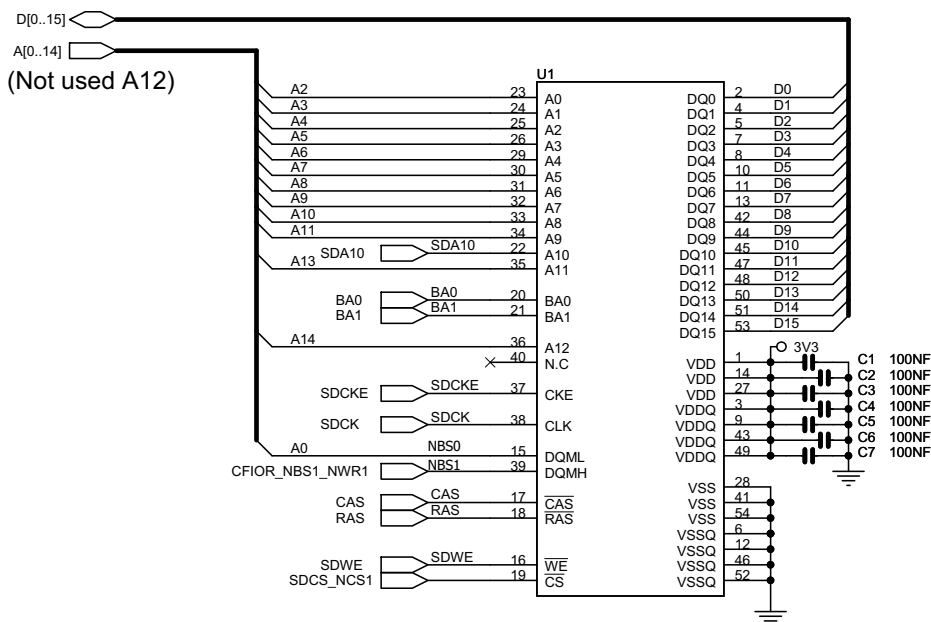 D[0..15]
A[0..14]
(Not used A12)
U1
A2 23 A0 DQ0 2 D0
A3 24 A1 DQ1 4 D1
A4 25 A2 DQ2 5 D2
A5 26 A3 DQ3 7 D3
A6 29 A4 DQ4 8 D4
A7 30 A5 DQ5 10 D5
A8 31 A6 DQ6 11 D6
A9 32 A7 DQ7 13 D7
A10 33 A8 DQ8 42 D8
A11 34 A9 DQ9 44 D9
SDA10 SDA10 22 A10 DQ10 45 D10
A13 35 A11 DQ11 47 D11
DQ12 48 D12
BA0 BA0 20 BA0 DQ13 50 D13
BA1 BA1 21 BA1 DQ14 51 D14
DQ15 53 D15
A14 36 A12 3V3
40 N.C VDD 1 C1 100NF
VDD 14 C2 100NF
SDCKE SDCKE 37 CKE VDD 27 C3 100NF
VDDQ 3 C4 100NF
SDCK SDCK 38 CLK VDDQ 9 C5 100NF
VDDQ 43 C6 100NF
A0 NBS0 15 DQML VDDQ 49 C7 100NF
CFIOR_NBS1_NWR1 NBS1 39 DQMH
VSS 28
CAS CAS 17 CAS VSS 41
RAS RAS 18 RAS VSS 54
VSSQ 6
VSSQ 12
SDWE SDWE 16 WE VSSQ 46
SDCS_NCS1 19 CS VSSQ 52